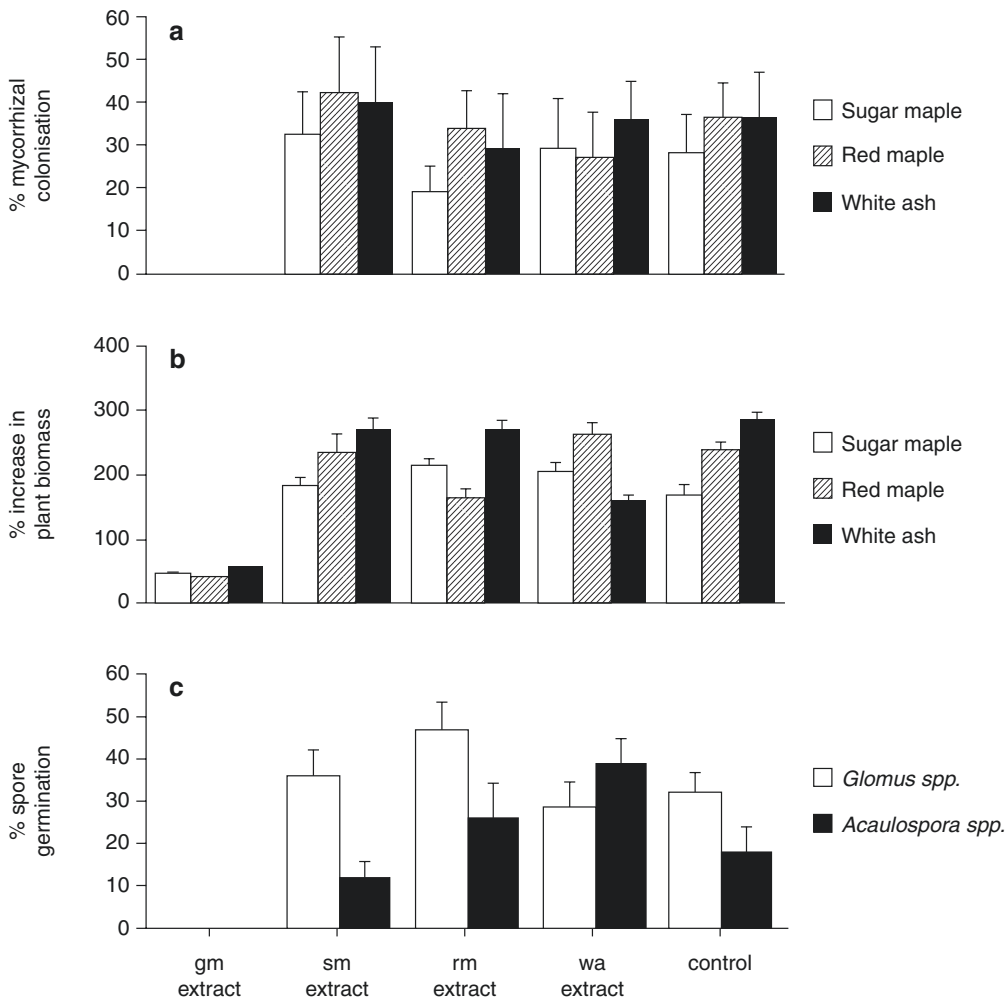 a
% mycorrhizal
colonisation
60
50
40
30
20
10
0
Sugar maple
Red maple
White ash
b
% increase in
plant biomass
400
300
200
100
0
Sugar maple
Red maple
White ash
c
% spore
germination
60
50
40
30
20
10
0
Glomus spp.
Acaulospora spp.
gm
extract
sm
extract
rm
extract
wa
extract
control